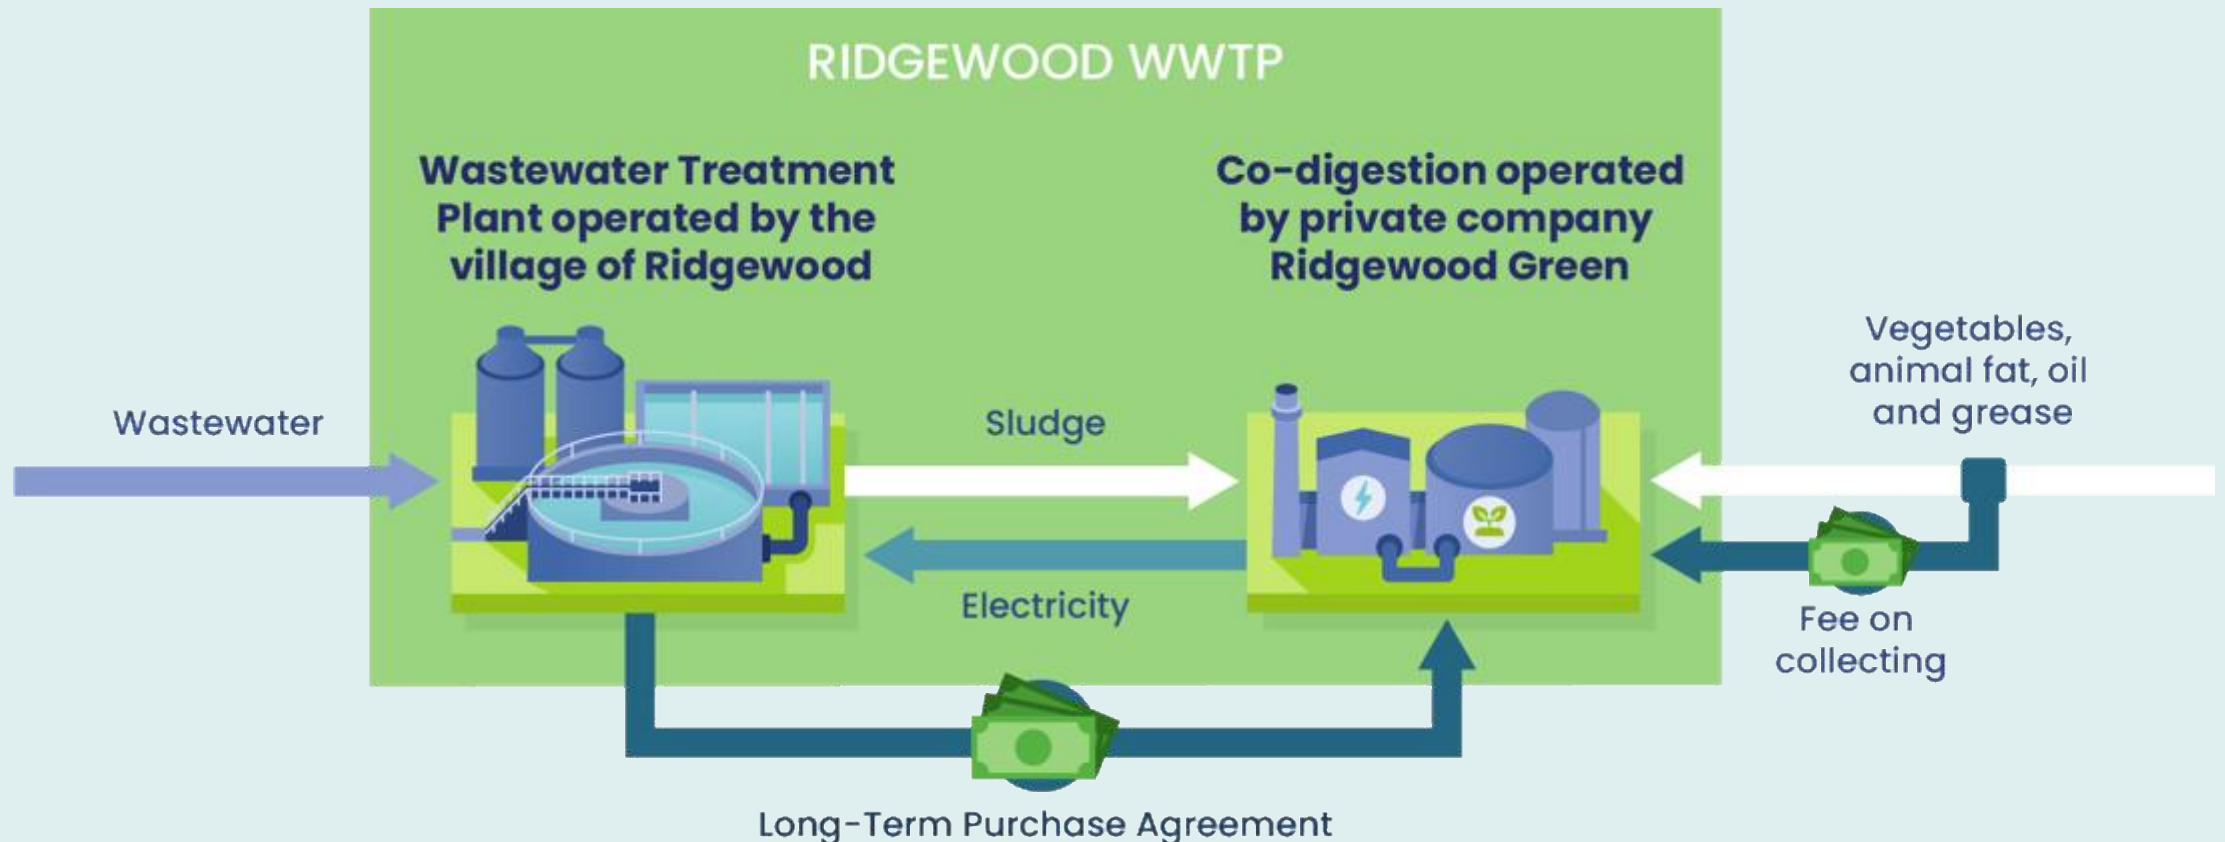 RIDGEWOOD WWTP
Wastewater Treatment
Plant operated by the
village of Ridgewood
Co-digestion operated
by private company
Ridgewood Green
Vegetables,
animal fat, oil
and grease
Wastewater
Sludge
Electricity
Fee on
collecting
Long-Term Purchase Agreement